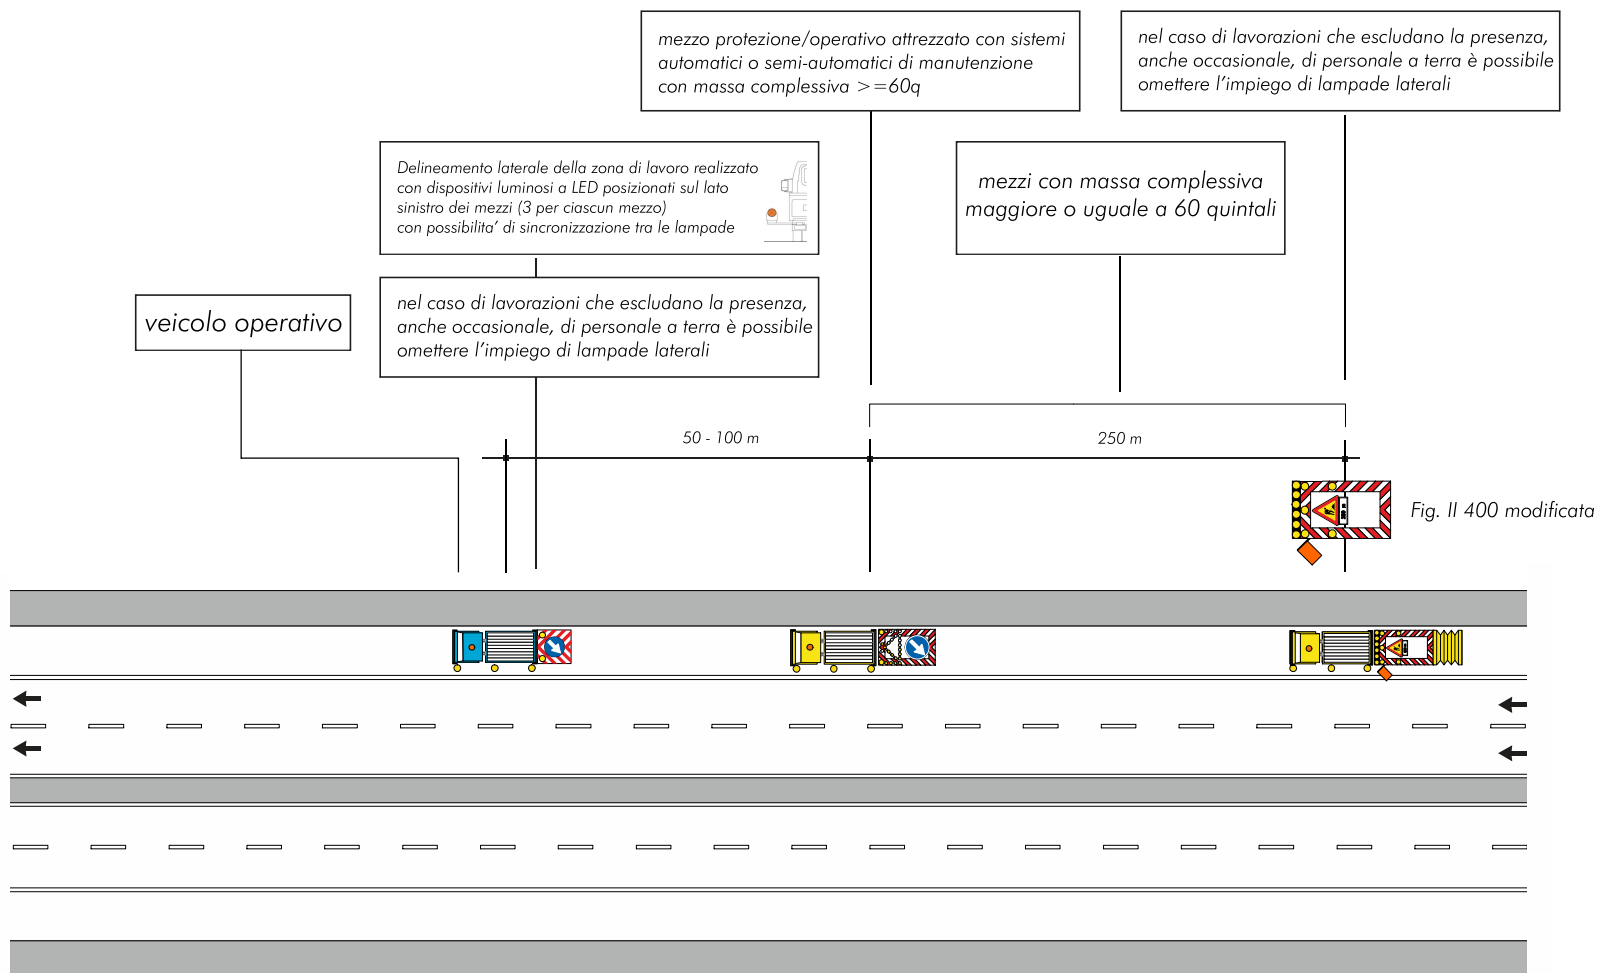 mezzo protezione/operativo attrezzato con sistemi
automatici o semi-automatici di manutenzione
con massa complessiva >=60q
nel caso di lavorazioni che escludano la presenza,
anche occasionale, di personale a terra è possibile
omettere l'impiego di lampade laterali
Delineamento laterale della zona di lavoro realizzato
con dispositivi luminosi a LED posizionati sul lato
sinistro dei mezzi (3 per ciascun mezzo)
con possibilita' di sincronizzazione tra le lampade
mezzi con massa complessiva
maggiore o uguale a 60 quintali
veicolo operativo
nel caso di lavorazioni che escludano la presenza,
anche occasionale, di personale a terra è possibile
omettere l'impiego di lampade laterali
50 - 100 m
250 m
Fig. II 400 modificata